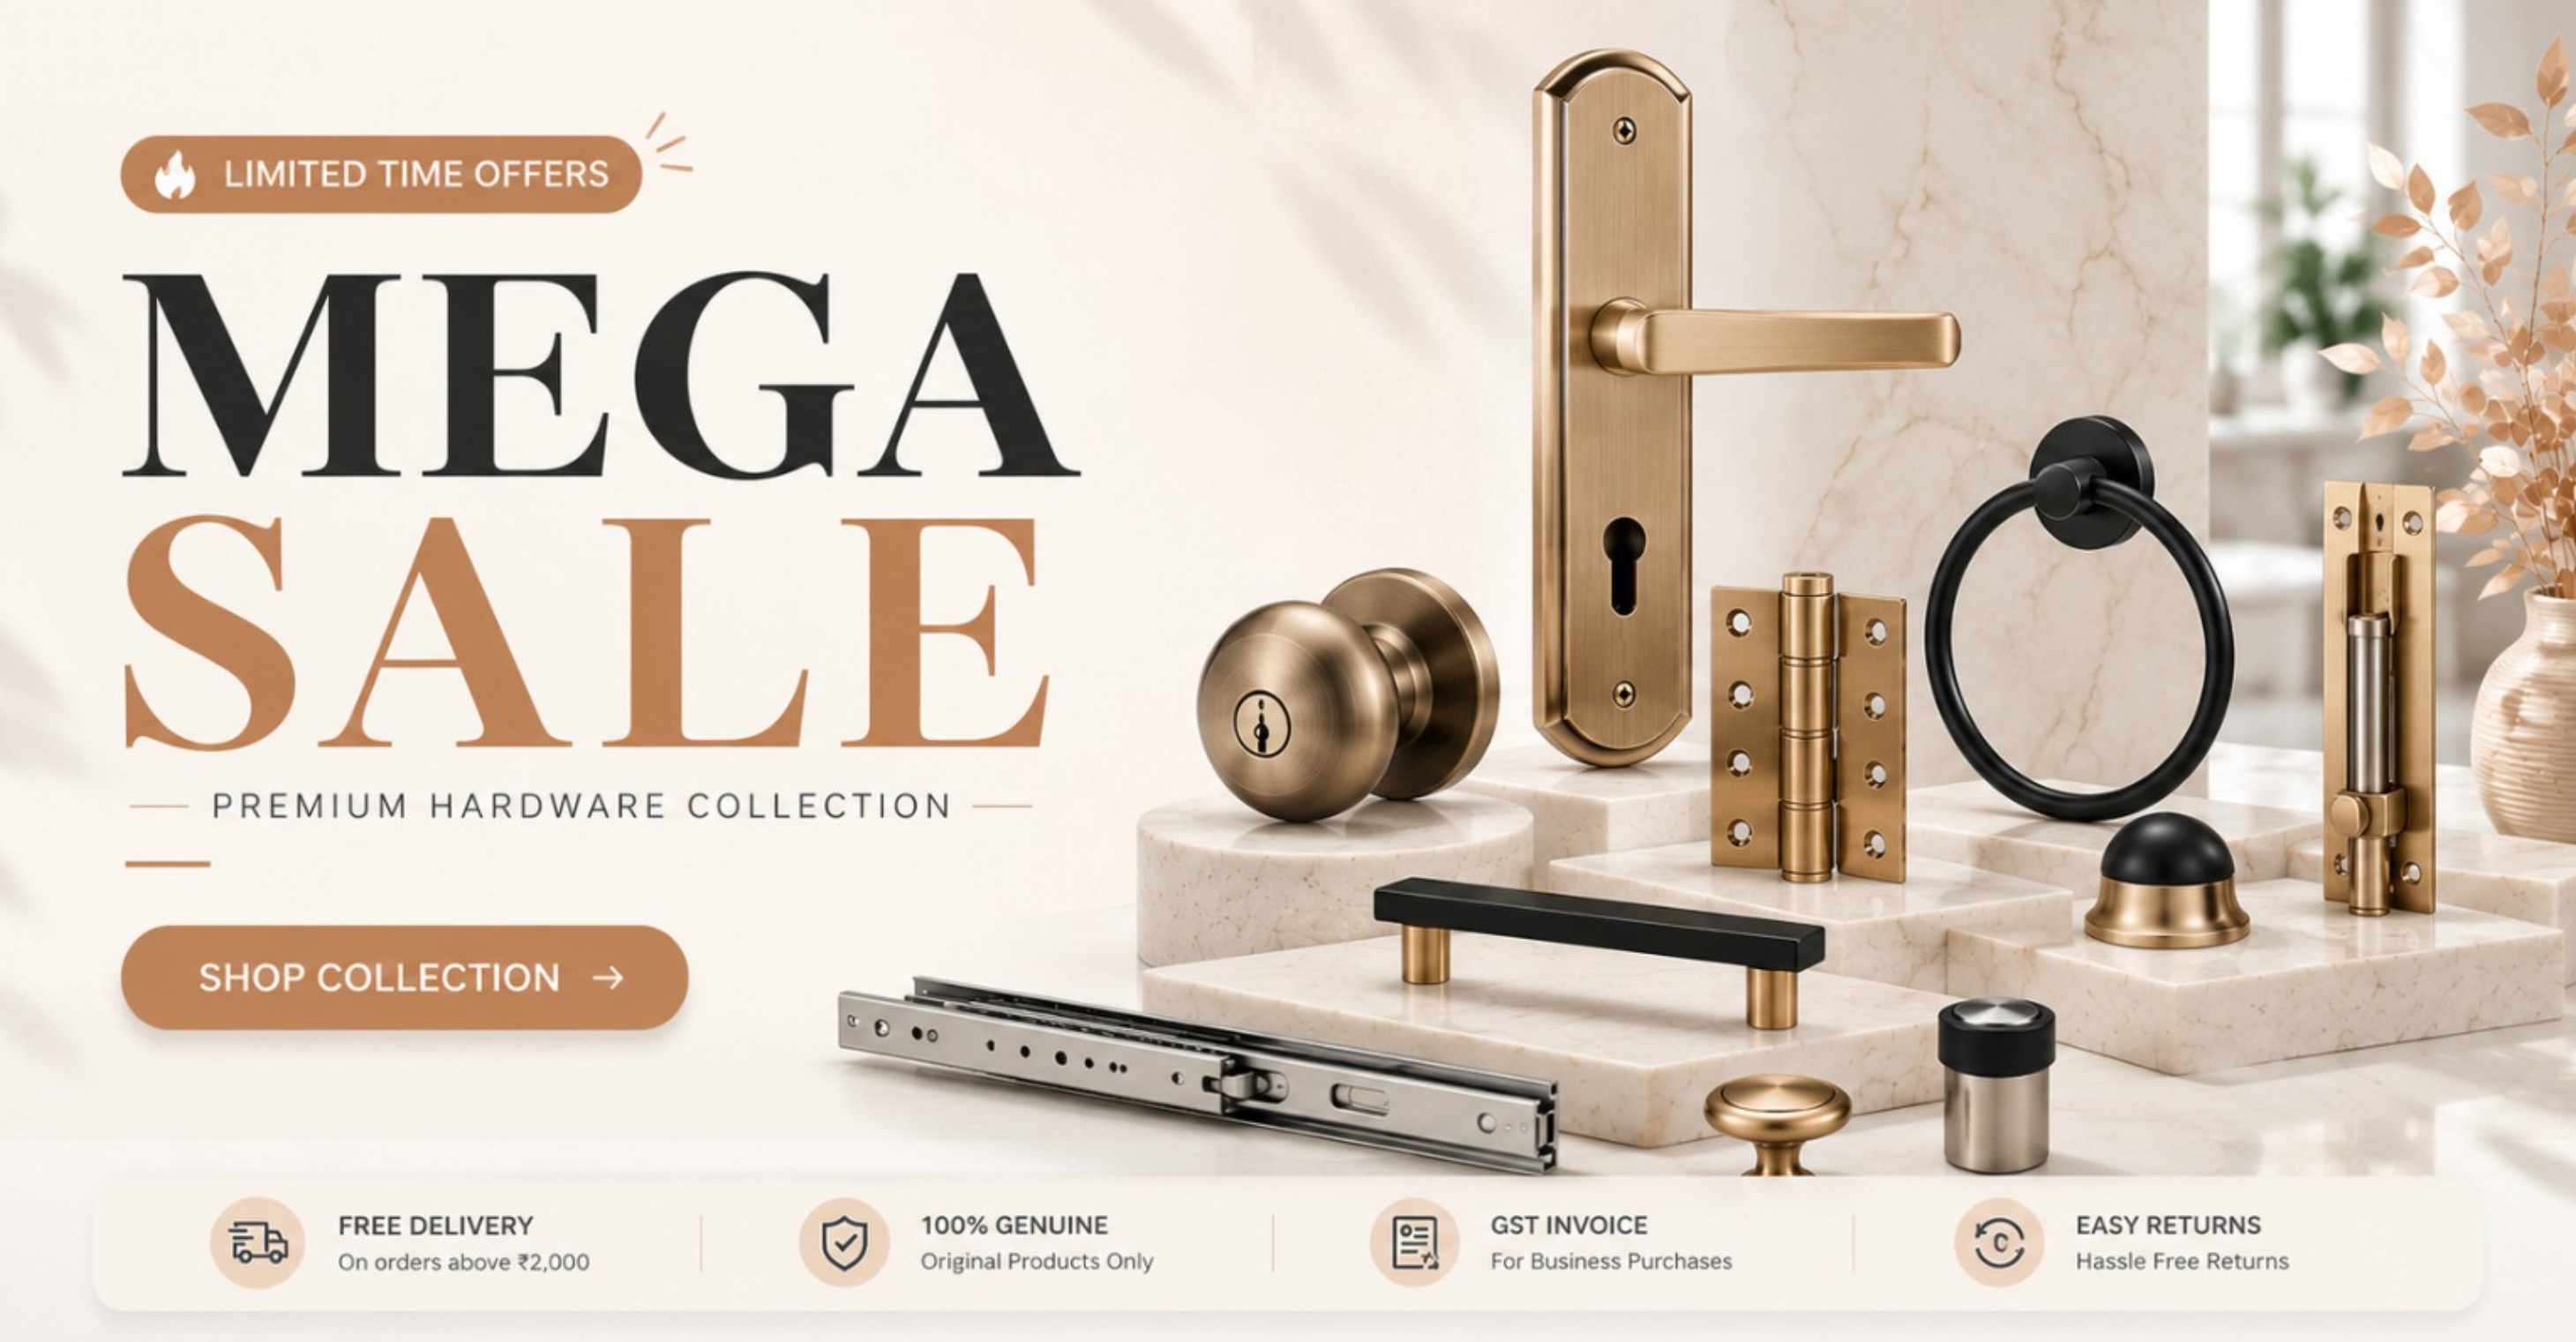 LIMITED TIME OFFERS
MEGA
SALE
PREMIUM HARDWARE COLLECTION
SHOP COLLECTION →
FREE DELIVERY
On orders above ₹2,000
100% GENUINE
Original Products Only
GST INVOICE
For Business Purchases
EASY RETURNS
Hassle Free Returns